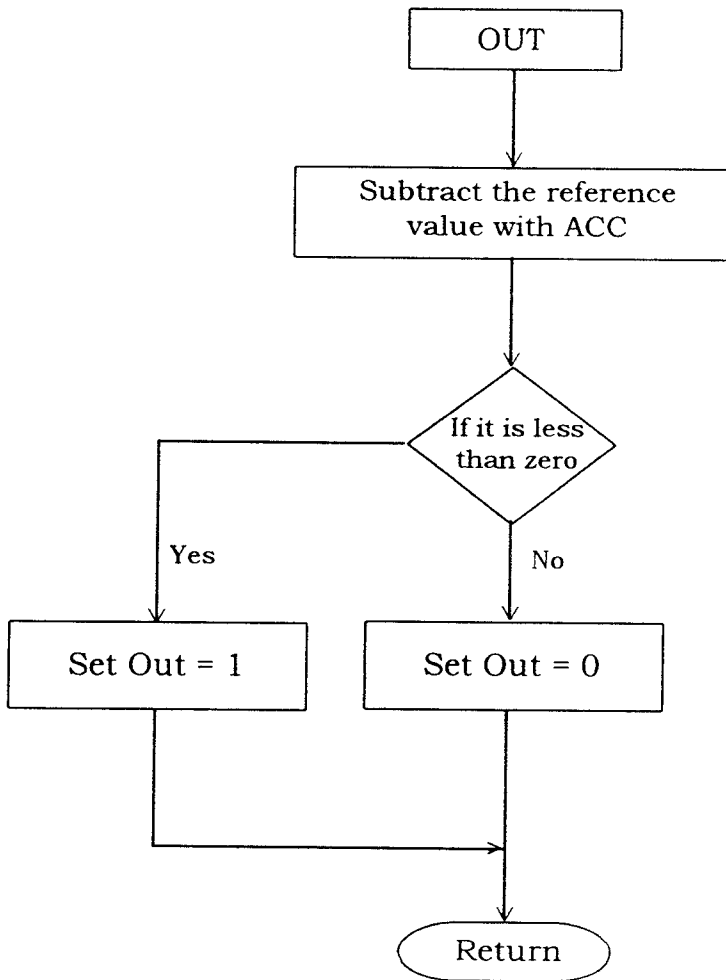 OUT
Subtract the reference
value with ACC
If it is less
than zero
Yes
No
Set Out = 1
Set Out = 0
Return